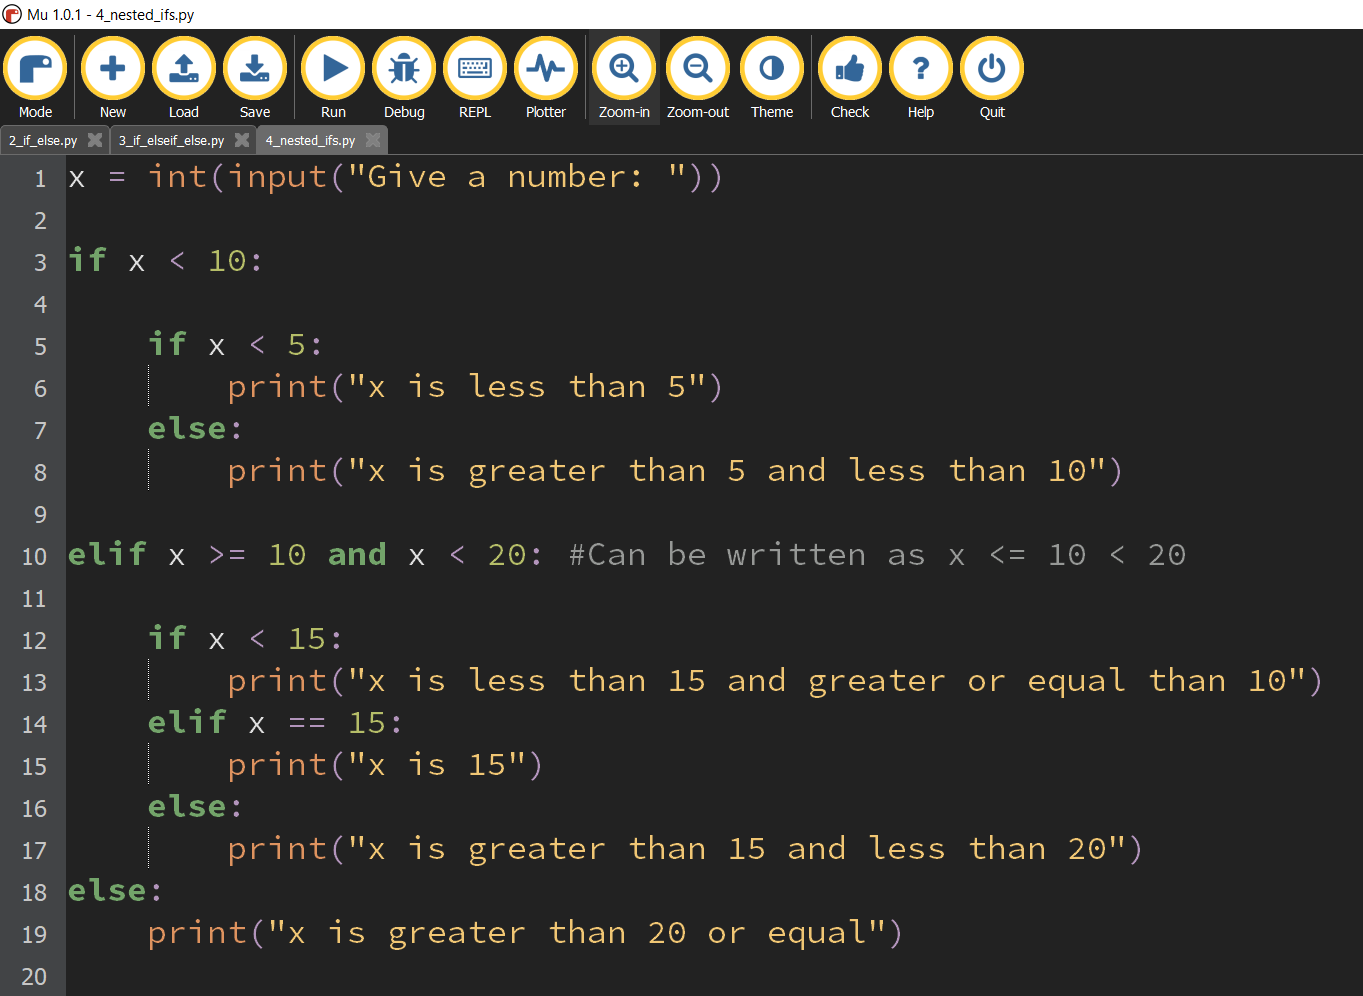 Mu 1.0.1 - 4_nested_ifs.py
Mode New Load Save Run Debug REPL Plotter Zoom-in Zoom-out Theme Check Help Quit
2_if_else.py 3_if_elseif_else.py 4_nested_ifs.py
1 x = int(input("Give a number: "))
2
3 if x < 10:
4
5     if x < 5:
6         print("x is less than 5")
7     else:
8         print("x is greater than 5 and less than 10")
9
10 elif x >= 10 and x < 20: #Can be written as x <= 10 < 20
11
12     if x < 15:
13         print("x is less than 15 and greater or equal than 10")
14     elif x == 15:
15         print("x is 15")
16     else:
17         print("x is greater than 15 and less than 20")
18 else:
19     print("x is greater than 20 or equal")
20